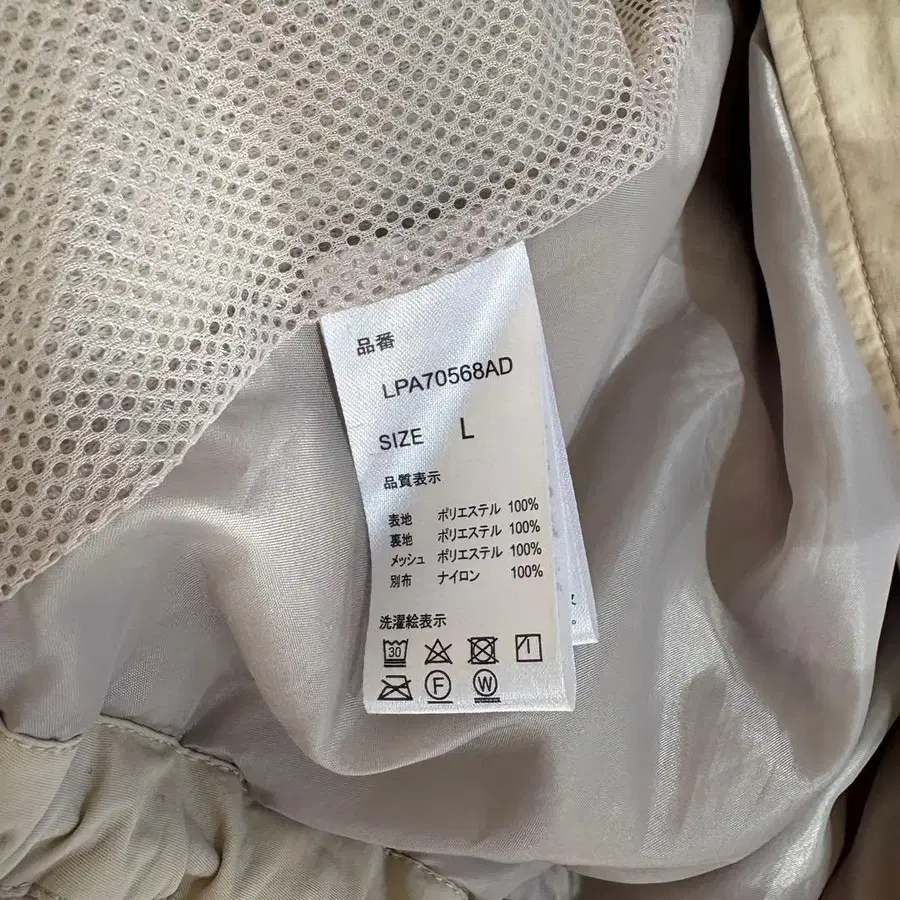 品番
LPA70568AD
SIZE L
品質表示
表地 ポリエステル 100%
裏地 ポリエステル 100%
メッシュ ポリエステル 100%
別布 ナイロン 100%
洗濯絵表示
30
F W